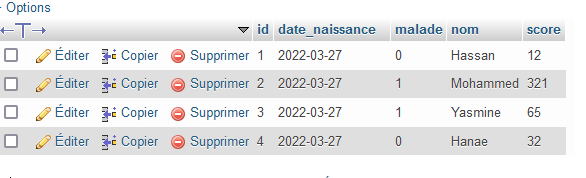 - Options
←T→ id date_naissance malade nom score
Éditer Copier Supprimer 1 2022-03-27 0 Hassan 12
Éditer Copier Supprimer 2 2022-03-27 1 Mohammed 321
Éditer Copier Supprimer 3 2022-03-27 1 Yasmine 65
Éditer Copier Supprimer 4 2022-03-27 0 Hanae 32